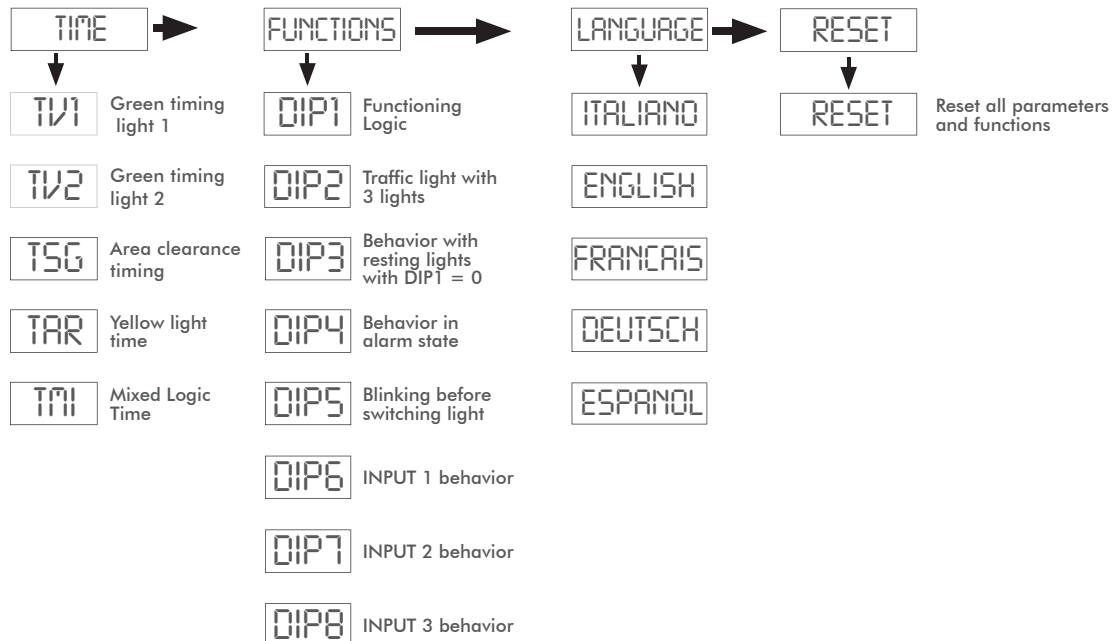 TIME
FUNCTIONS
LANGUAGE
RESET
TV1
Green timing
light 1
DIP1
Functioning
Logic
ITALIANO
RESET
Reset all parameters
and functions
TV2
Green timing
light 2
DIP2
Traffic light with
3 lights
ENGLISH
TSG
Area clearance
timing
DIP3
Behavior with
resting lights
with DIP1 = 0
FRANCAIS
TAR
Yellow light
time
DIP4
Behavior in
alarm state
DEUTSCH
TMI
Mixed Logic
Time
DIP5
Blinking before
switching light
ESPANOL
DIP6
INPUT 1 behavior
DIP7
INPUT 2 behavior
DIP8
INPUT 3 behavior